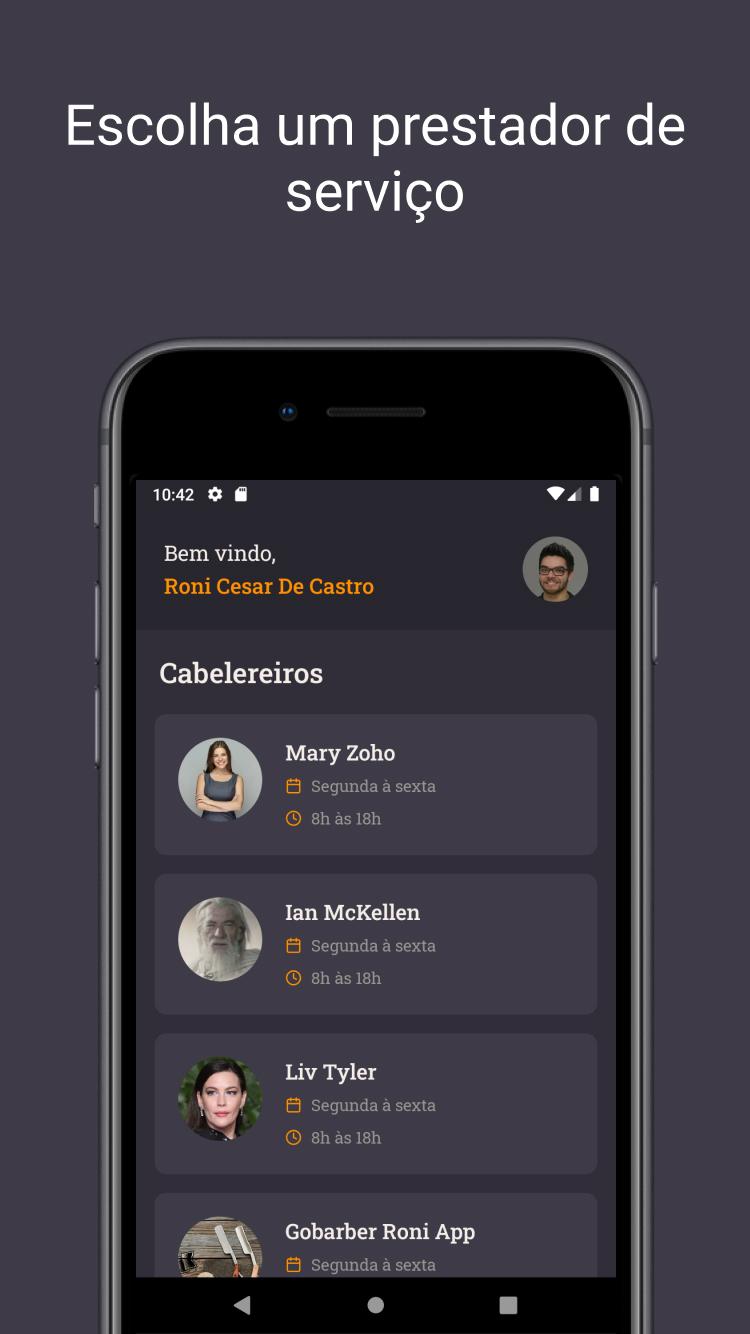 Escolha um prestador de
serviço
10:42
Bem vindo,
Roni Cesar De Castro
Cabelereiros
Mary Zoho
Segunda à sexta
8h às 18h
Ian McKellen
Segunda à sexta
8h às 18h
Liv Tyler
Segunda à sexta
8h às 18h
Gobarber Roni App
Segunda à sexta